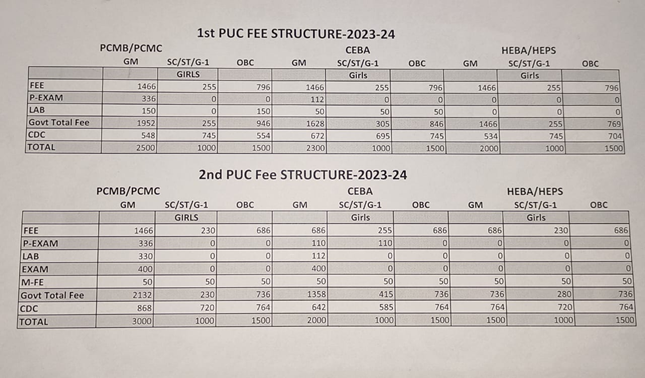 1st PUC FEE STRUCTURE-2023-24
PCMB/PCMC CEBA HEBA/HEPS
GM SC/ST/G-1 OBC GM SC/ST/G-1 OBC GM SC/ST/G-1 OBC
GIRLS Girls Girls
FEE 1466 255 796 1466 255 796 1466 255 796
P-EXAM 336 0 0 112 0 0 0 0 0
LAB 150 0 150 50 50 50 0 0 0
Govt Total Fee 1952 255 946 1628 305 846 1466 255 769
CDC 548 745 554 672 695 745 534 745 704
TOTAL 2500 1000 1500 2300 1000 1500 2000 1000 1500
2nd PUC Fee STRUCTURE-2023-24
PCMB/PCMC CEBA HEBA/HEPS
GM SC/ST/G-1 OBC GM SC/ST/G-1 OBC GM SC/ST/G-1 OBC
GIRLS Girls Girls
FEE 1466 230 686 686 255 686 686 230 686
P-EXAM 336 0 0 110 110 0 0 0 0
LAB 330 0 0 112 0 0 0 0 0
EXAM 400 0 0 400 0 0 0 0 0
M-FE 50 50 50 50 50 50 50 50 50
Govt Total Fee 2132 230 736 1358 415 736 736 280 736
CDC 868 720 764 642 585 764 764 720 764
TOTAL 3000 1000 1500 2000 1000 1500 1500 1000 1500